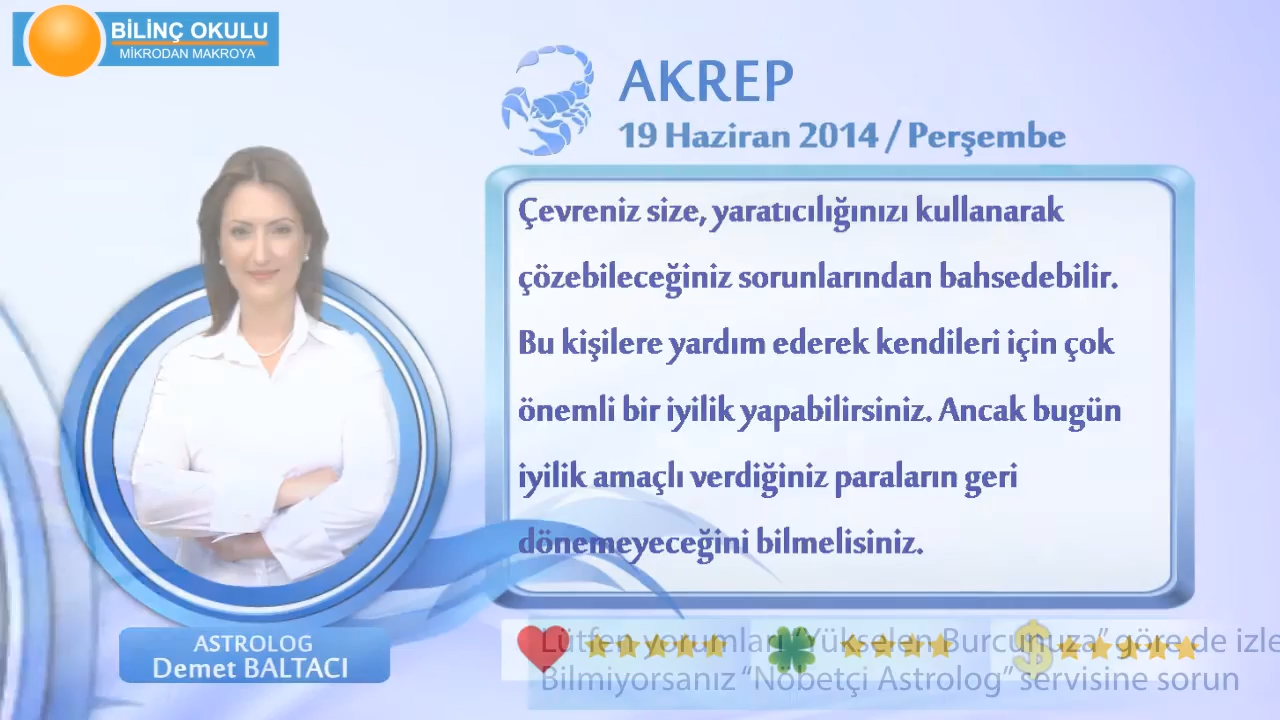 BİLİNÇ OKULU
MİKRODAN MAKROYA
AKREP
19 Haziran 2014 / Perşembe
Çevreniz size, yaratıcılığınızı kullanarak
çözebileceğiniz sorunlarından bahsedebilir.
Bu kişilere yardım ederek kendileri için çok
önemli bir iyilik yapabilirsiniz. Ancak bugün
iyilik amaçlı verdiğiniz paraların geri
dönemeyeceğini bilmelisiniz.
ASTROLOG
Demet BALTACI
Lütfen yorumları "Yükselen Burcunuza" göre de izle
Bilmiyorsanız "Nöbetçi Astrolog" servisine sorun